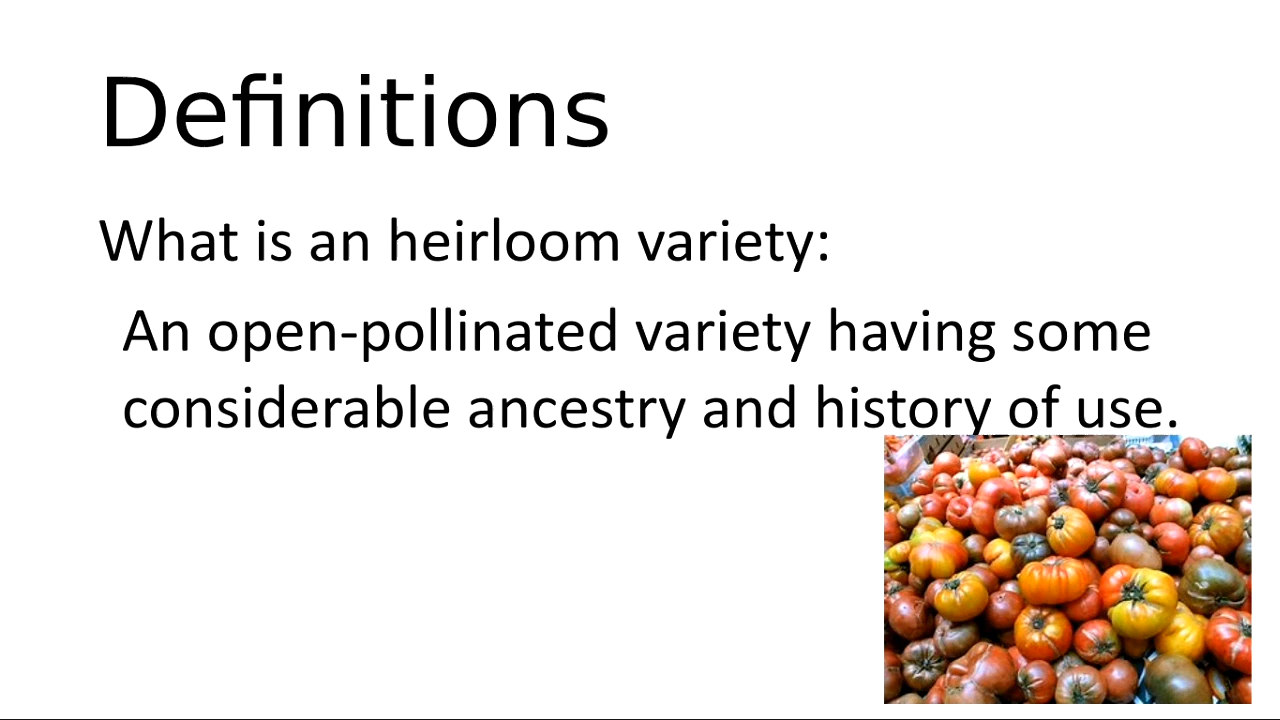 Definitions
What is an heirloom variety:
An open-pollinated variety having some
considerable ancestry and history of use.